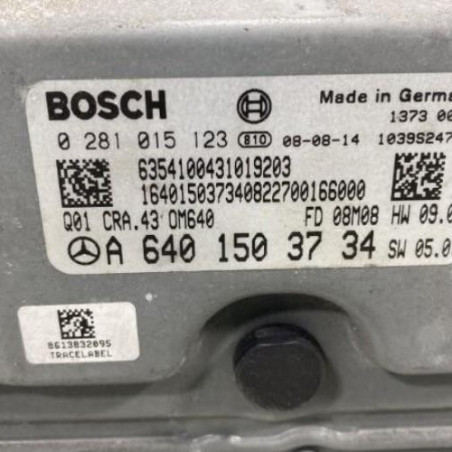 BOSCH
Made in Germa
1373 00
0 281 015 123 810 08-08-14 1039S247
6354100431019203
16401503734082270016600​0
Q01 CRA.43 OM640 FD 08M08 HW 09.0
A 640 150 37 34 SW 05.0
8613832095
TRACELABEL